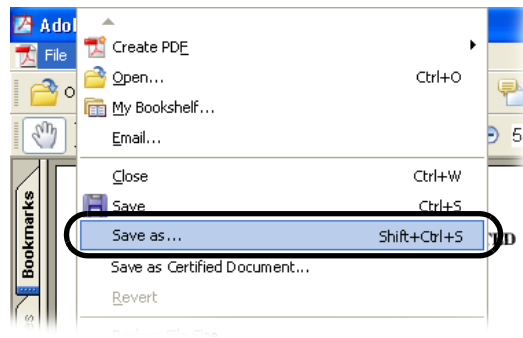 Adol
File
Create PDF
Open... Ctrl+O
My Bookshelf...
Email...
Close Ctrl+W
Save Ctrl+S
Save as... Shift+Ctrl+S
Save as Certified Document...
Revert
O
5
Bookmarks